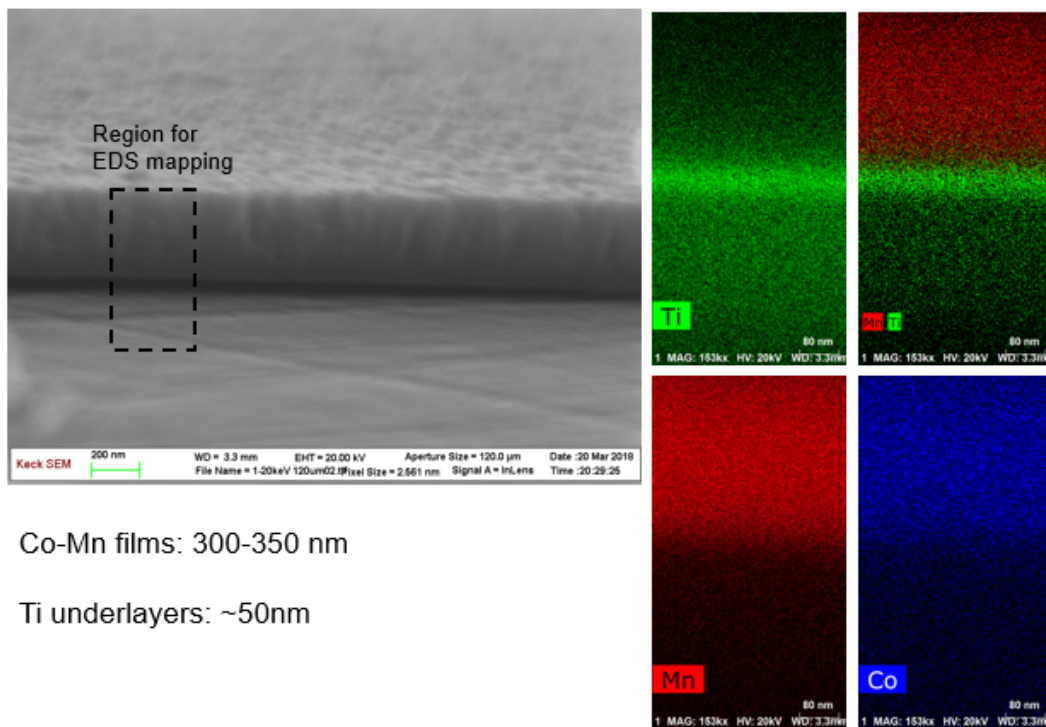 Region for
EDS mapping
Keck SEM
200 nm
WD = 3.3 mm EHT = 20.00 kV Aperture Size = 120.0 µm Date :20 Mar 2018
File Name = 1-20keV 120um02.tif Pixel Size = 2.561 nm Signal A = InLens Time :20:29:25
Co-Mn films: 300-350 nm
Ti underlayers: ~50nm
Ti
80 nm
1 MAG: 153kx HV: 20kV WD: 3.3mm
Mn Ti
80 nm
1 MAG: 153kx HV: 20kV WD: 3.3mm
Mn
80 nm
1 MAG: 153kx HV: 20kV WD: 3.3mm
Co
80 nm
1 MAG: 153kx HV: 20kV WD: 3.3mm